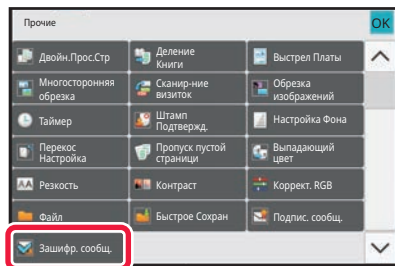 Прочие
OK
Двойн.Прос.Стр
Деление
Книги
Выстрел Платы
Многосторонняя
обрезка
Сканир-ние
визиток
Обрезка
изображений
Таймер
Штамп
Подтвержд.
Настройка Фона
Перекос
Настройка
Пропуск пустой
страници
Выпадающий
цвет
AA
Резкость
Контраст
Коррект. RGB
Файл
Быстрое Сохран
Подпис. сообщ.
Зашифр. сообщ.